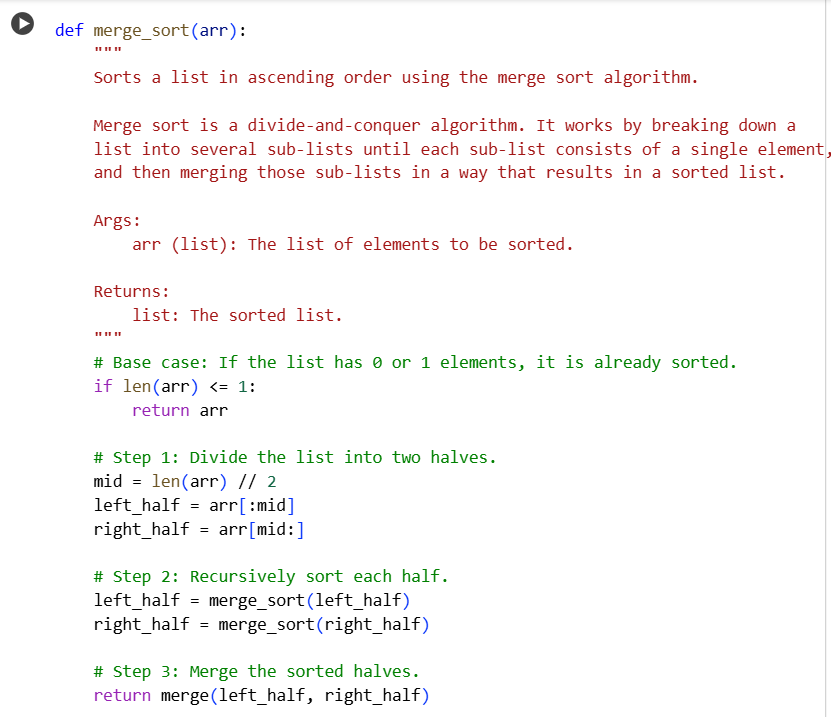 def merge_sort(arr):
    """
    Sorts a list in ascending order using the merge sort algorithm.

    Merge sort is a divide-and-conquer algorithm. It works by breaking down a
    list into several sub-lists until each sub-list consists of a single element,
    and then merging those sub-lists in a way that results in a sorted list.

    Args:
        arr (list): The list of elements to be sorted.

    Returns:
        list: The sorted list.
    """
    # Base case: If the list has 0 or 1 elements, it is already sorted.
    if len(arr) <= 1:
        return arr

    # Step 1: Divide the list into two halves.
    mid = len(arr) // 2
    left_half = arr[:mid]
    right_half = arr[mid:]

    # Step 2: Recursively sort each half.
    left_half = merge_sort(left_half)
    right_half = merge_sort(right_half)

    # Step 3: Merge the sorted halves.
    return merge(left_half, right_half)